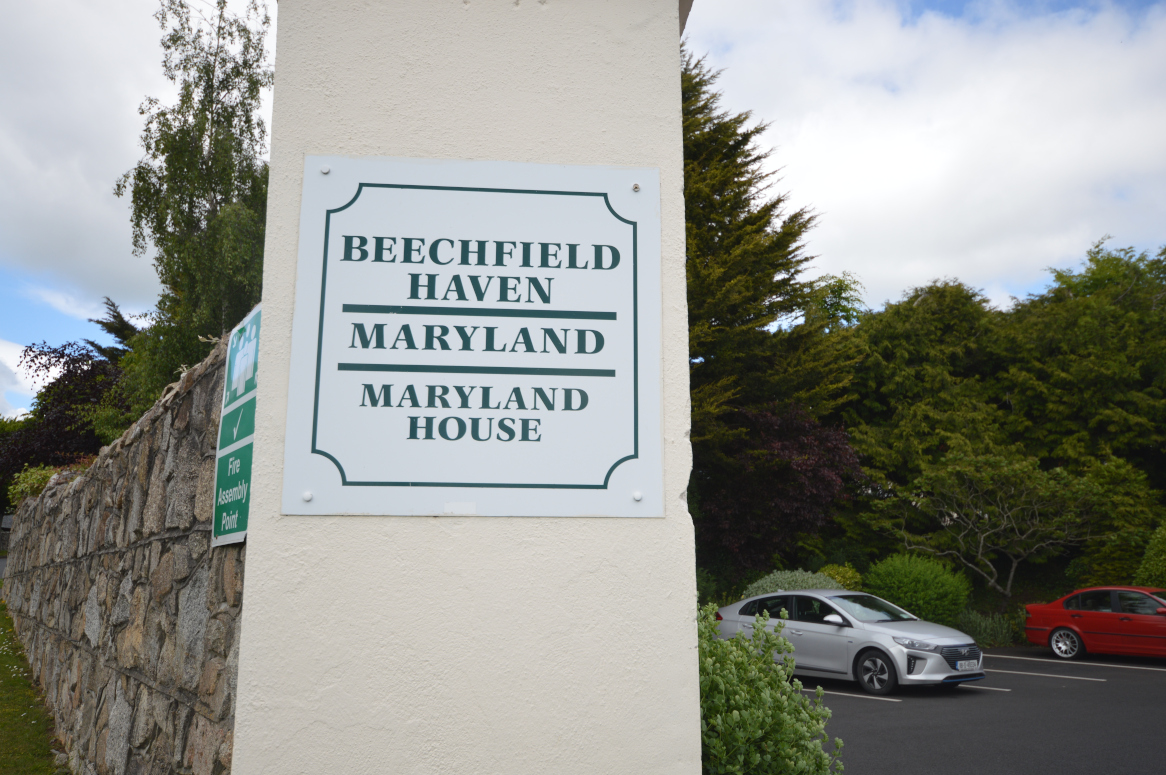 BEECHFIELD
HAVEN
MARYLAND
MARYLAND
HOUSE
Fire
Assembly
Point